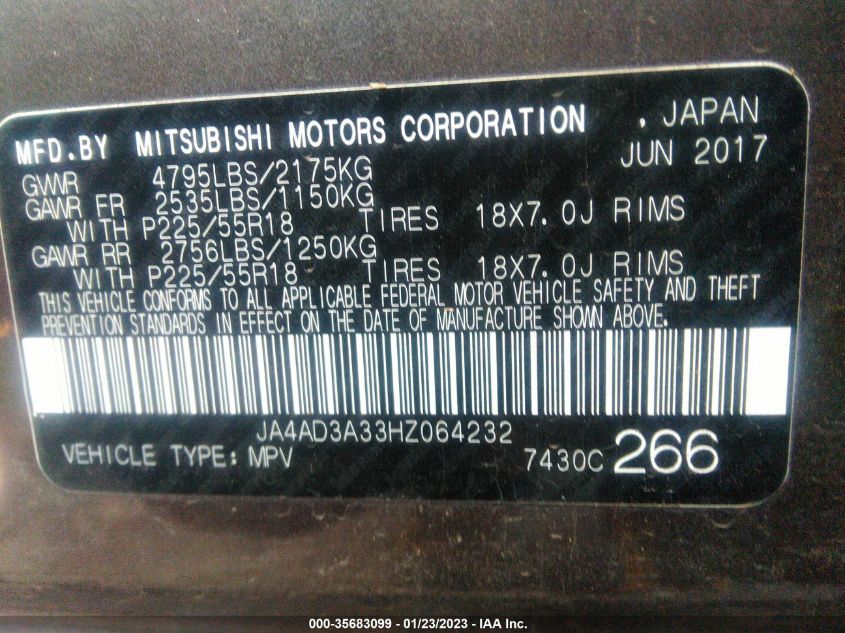 MFD.BY MITSUBISHI MOTORS CORPORATION . JAPAN
JUN 2017
GVWR 4795LBS/2175KG
GAWR FR 2535LBS/1150KG
WITH P225/55R18 TIRES 18X7.0J RIMS
GAWR RR 2756LBS/1250KG
WITH P225/55R18 TIRES 18X7.0J RIMS
THIS VEHICLE CONFORMS TO ALL APPLICABLE FEDERAL MOTOR VEHICLE SAFETY AND THEFT
PREVENTION STANDARDS IN EFFECT ON THE DATE OF MANUFACTURE SHOWN ABOVE.
JA4AD3A33HZ064232
VEHICLE TYPE: MPV 7430C 266
000-35683099 - 01/23/2023 - IAA Inc.